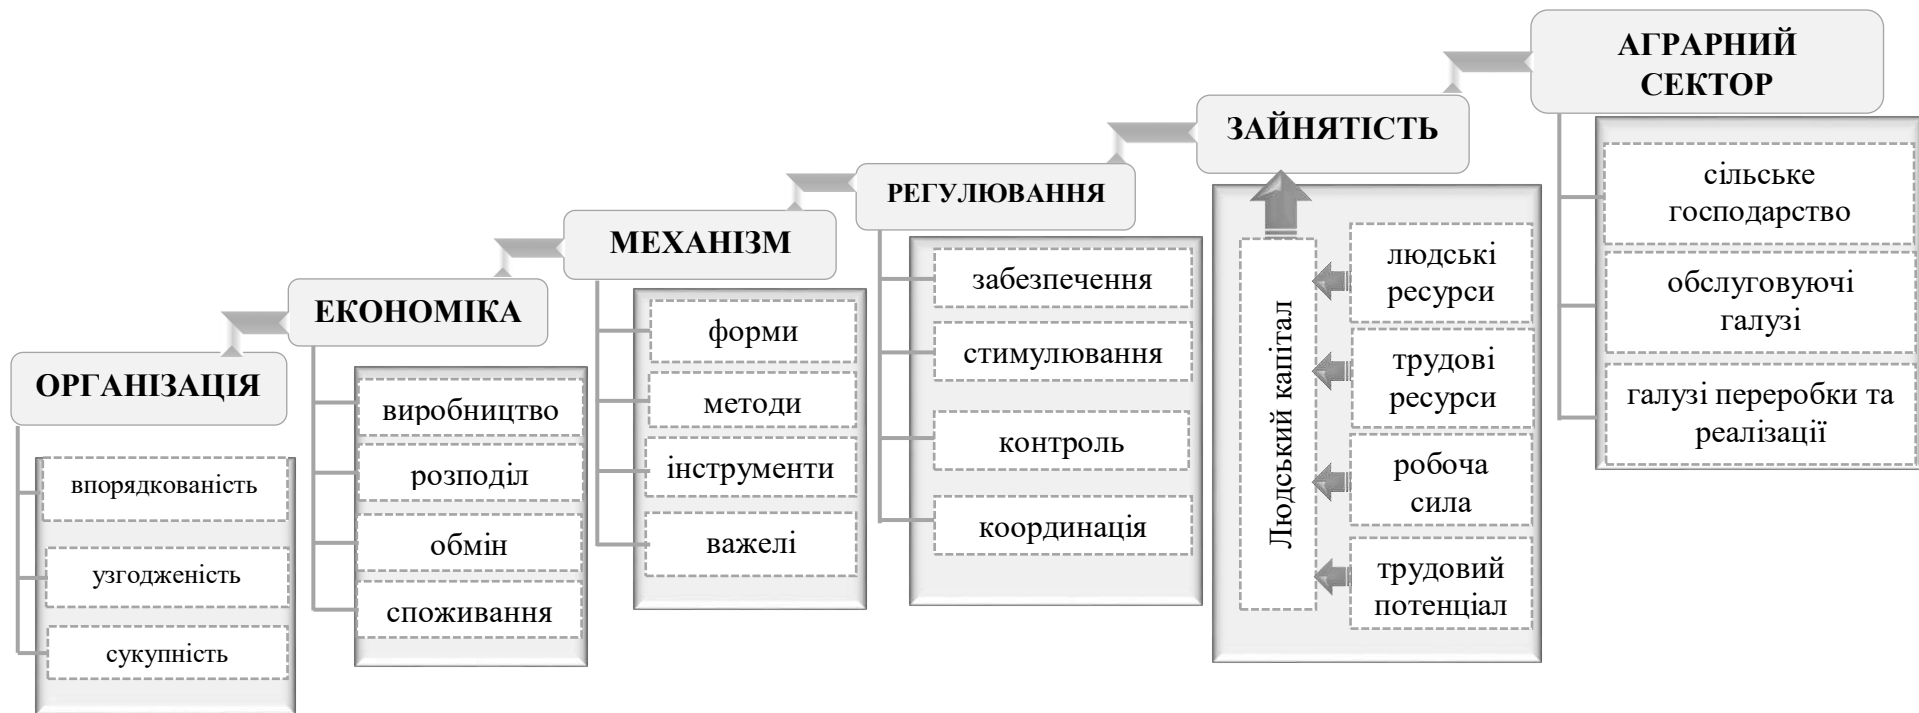 ОРГАНІЗАЦІЯ
впорядкованість
узгодженість
сукупність
ЕКОНОМІКА
виробництво
розподіл
обмін
споживання
МЕХАНІЗМ
форми
методи
інструменти
важелі
РЕГУЛЮВАННЯ
забезпечення
стимулювання
контроль
координація
ЗАЙНЯТІСТЬ
Людський капітал
людські
ресурси
трудові
ресурси
робоча
сила
трудовий
потенціал
АГРАРНИЙ
СЕКТОР
сільське
господарство
обслуговуючі
галузі
галузі переробки та
реалізації